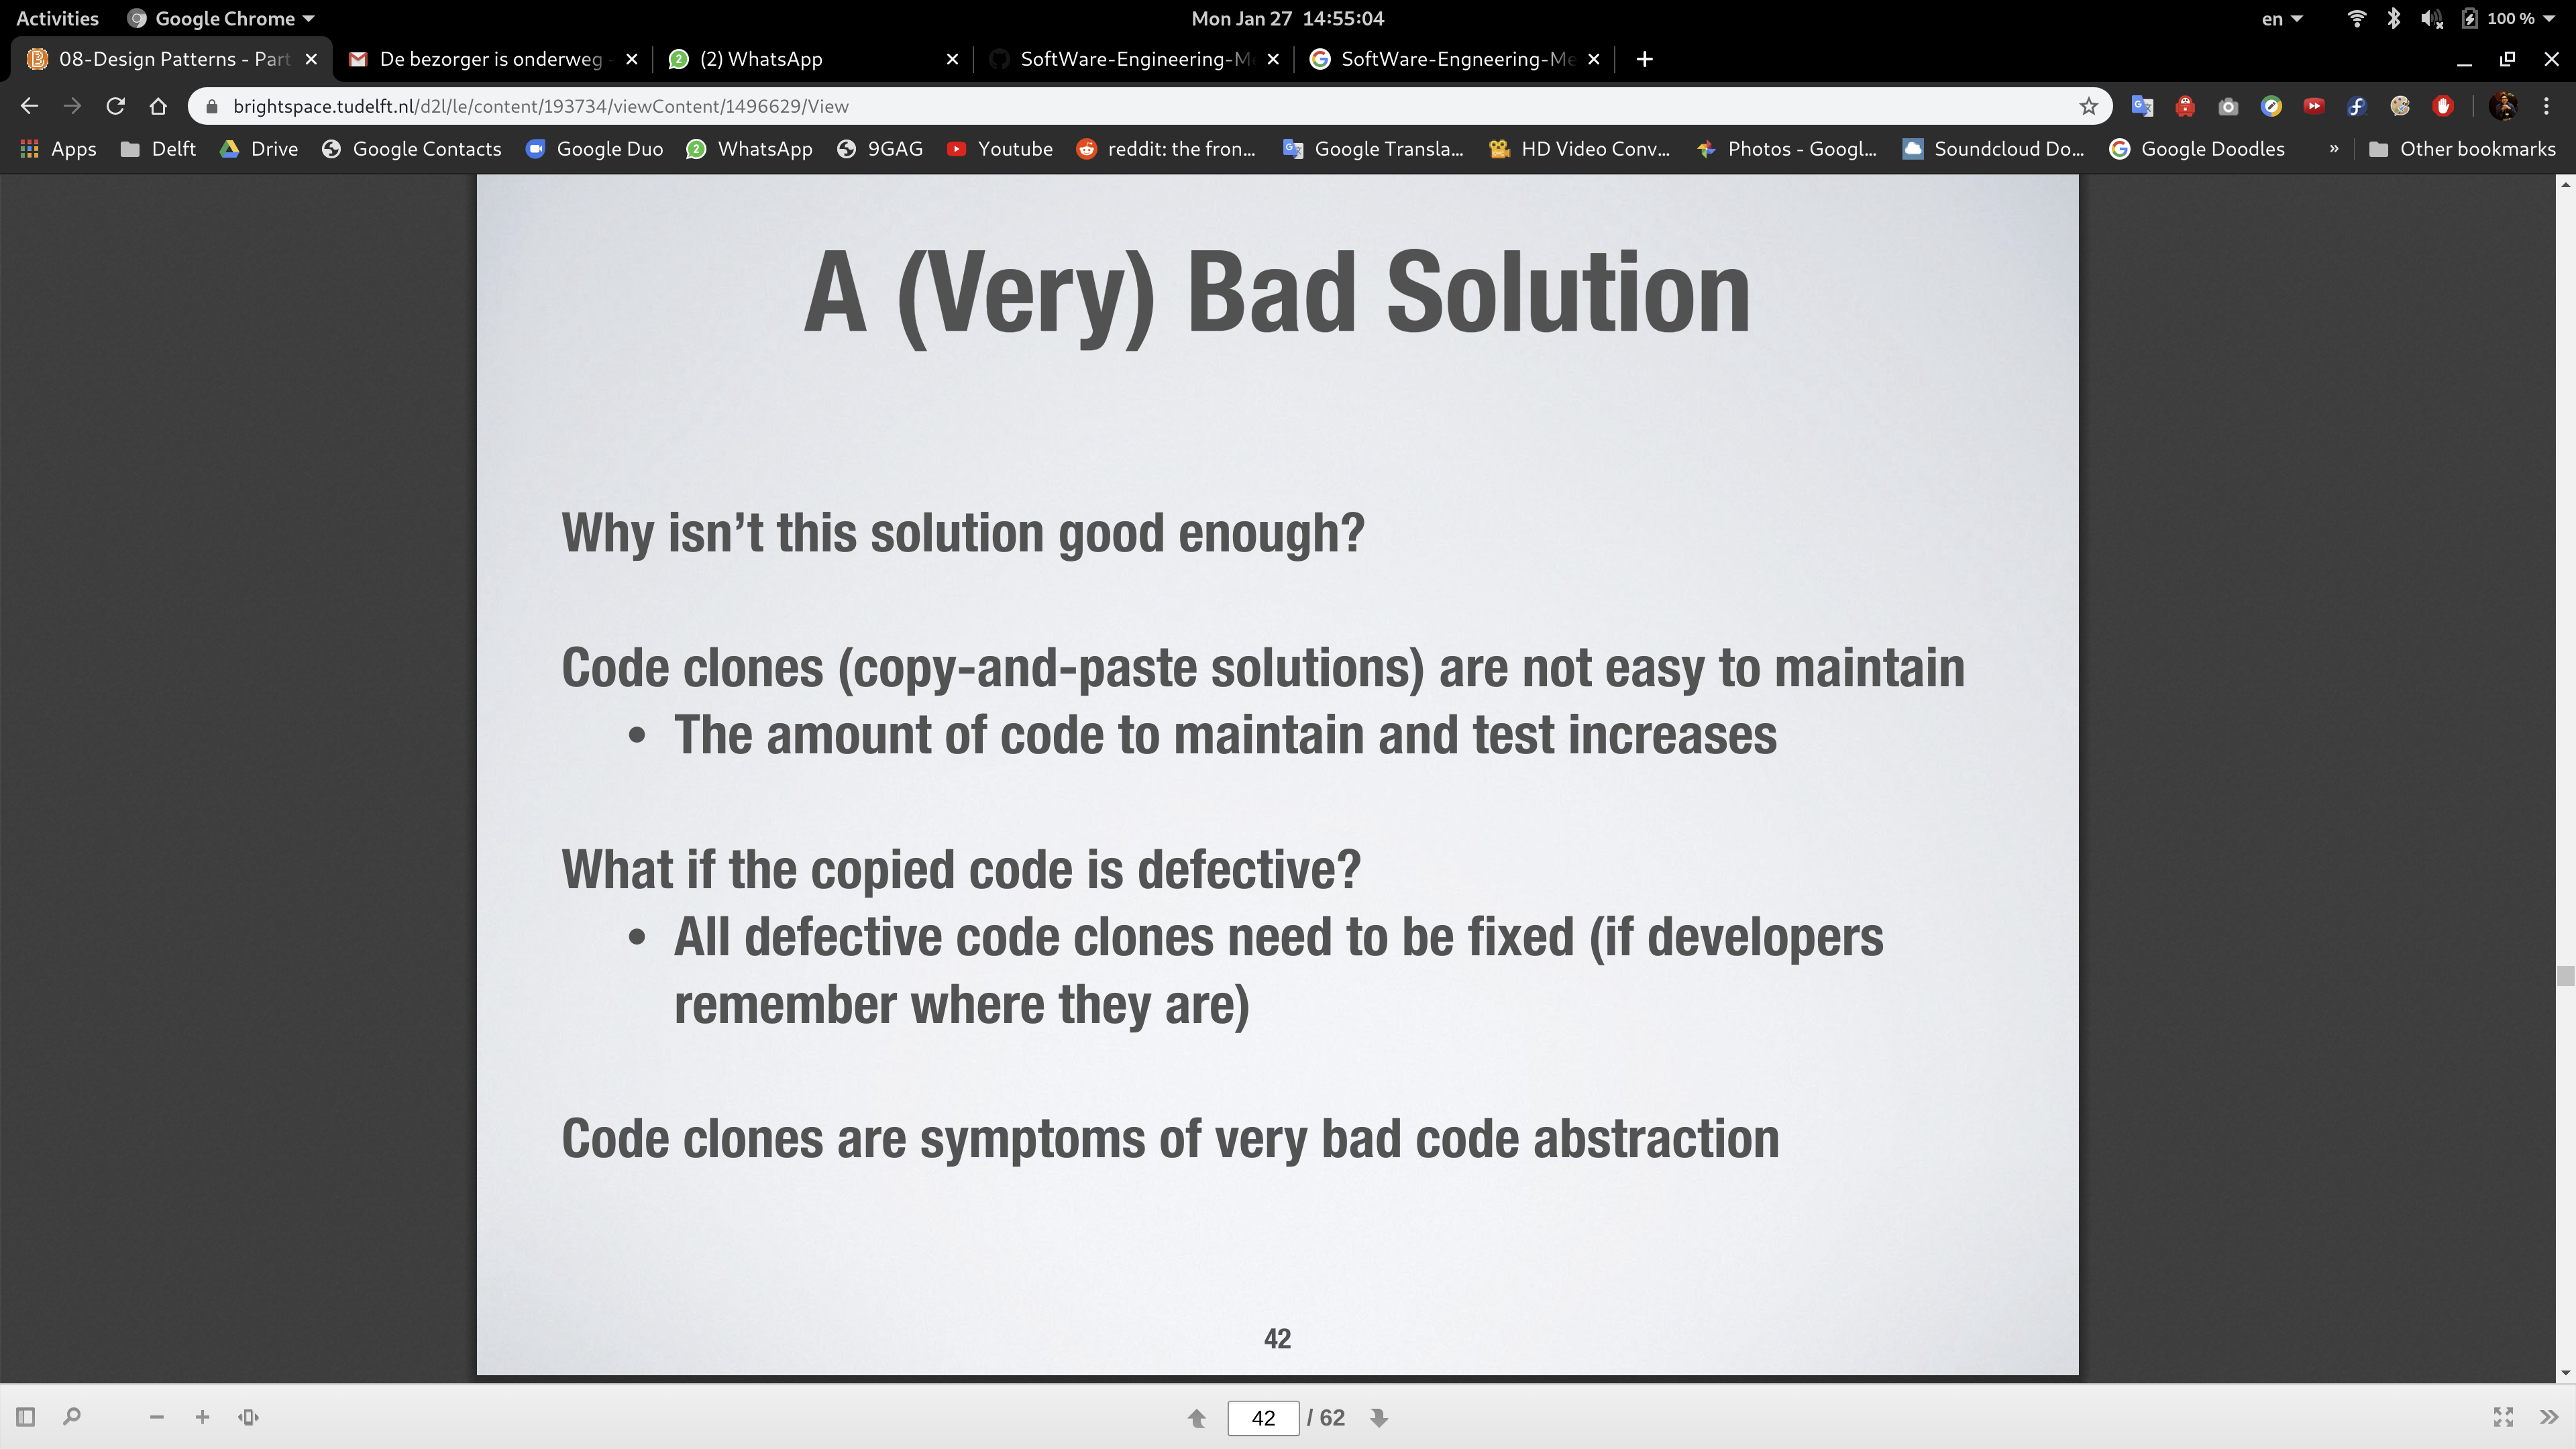 Activities Google Chrome Mon Jan 27 14:55:04 en 100 %
08-Design Patterns - Part De bezorger is onderweg - (2) WhatsApp SoftWare-Engineering-M SoftWare-Engneering-Me
brightspace.tudelft.nl/d2l/le/content/193734/viewContent/1496629/View
Apps Delft Drive Google Contacts Google Duo 2 WhatsApp 9GAG Youtube reddit: the fron... Google Transla... HD Video Conv... Photos - Googl... Soundcloud Do... Google Doodles » Other bookmarks
A (Very) Bad Solution
Why isn’t this solution good enough?
Code clones (copy-and-paste solutions) are not easy to maintain
• The amount of code to maintain and test increases
What if the copied code is defective?
• All defective code clones need to be fixed (if developers
remember where they are)
Code clones are symptoms of very bad code abstraction
42
42 / 62